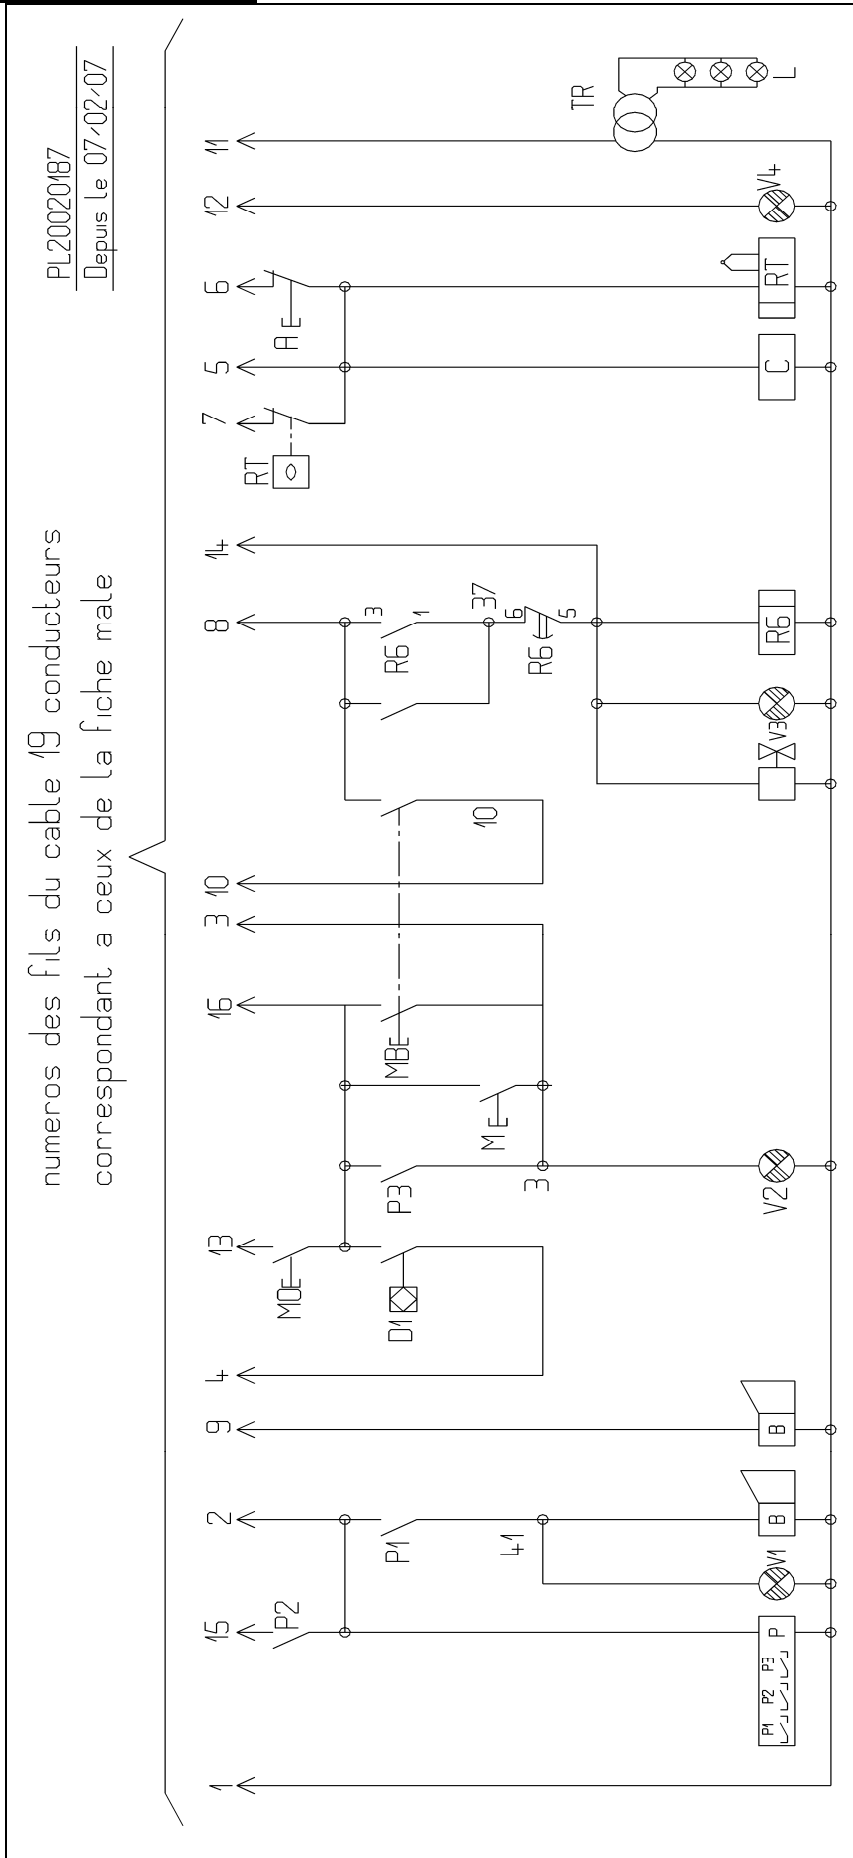 PL20020187
Depuis le 07/02/07
numeros des fils du cable 19 conducteurs
correspondant a ceux de la fiche male
1
15
2
9
4
13
16
3
10
8
14
7
5
6
12
11
P2
P1
41
MO
D1
P3
3
M
MB
10
R6
3
1
37
R6
6
5
RT
A
TR
L
P1 P2 P3
P
V1
B
B
V2
V3
R6
C
RT
V4